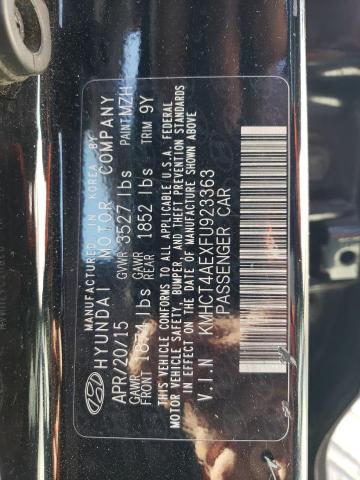 MANUFACTURED IN KOREA BY
HYUNDAI MOTOR COMPANY
APR/20/15 GVWR 3527 lbs PAINT MZH
GAWR FRONT lbs GAWR REAR 1852 lbs TRIM 9Y
THIS VEHICLE CONFORMS TO ALL APPLICABLE U.S.A. FEDERAL
MOTOR VEHICLE SAFETY, BUMPER, AND THEFT PREVENTION STANDARDS
IN EFFECT ON THE DATE OF MANUFACTURE SHOWN ABOVE
V.I.N KMHCT4AEXFU923363
PASSENGER CAR